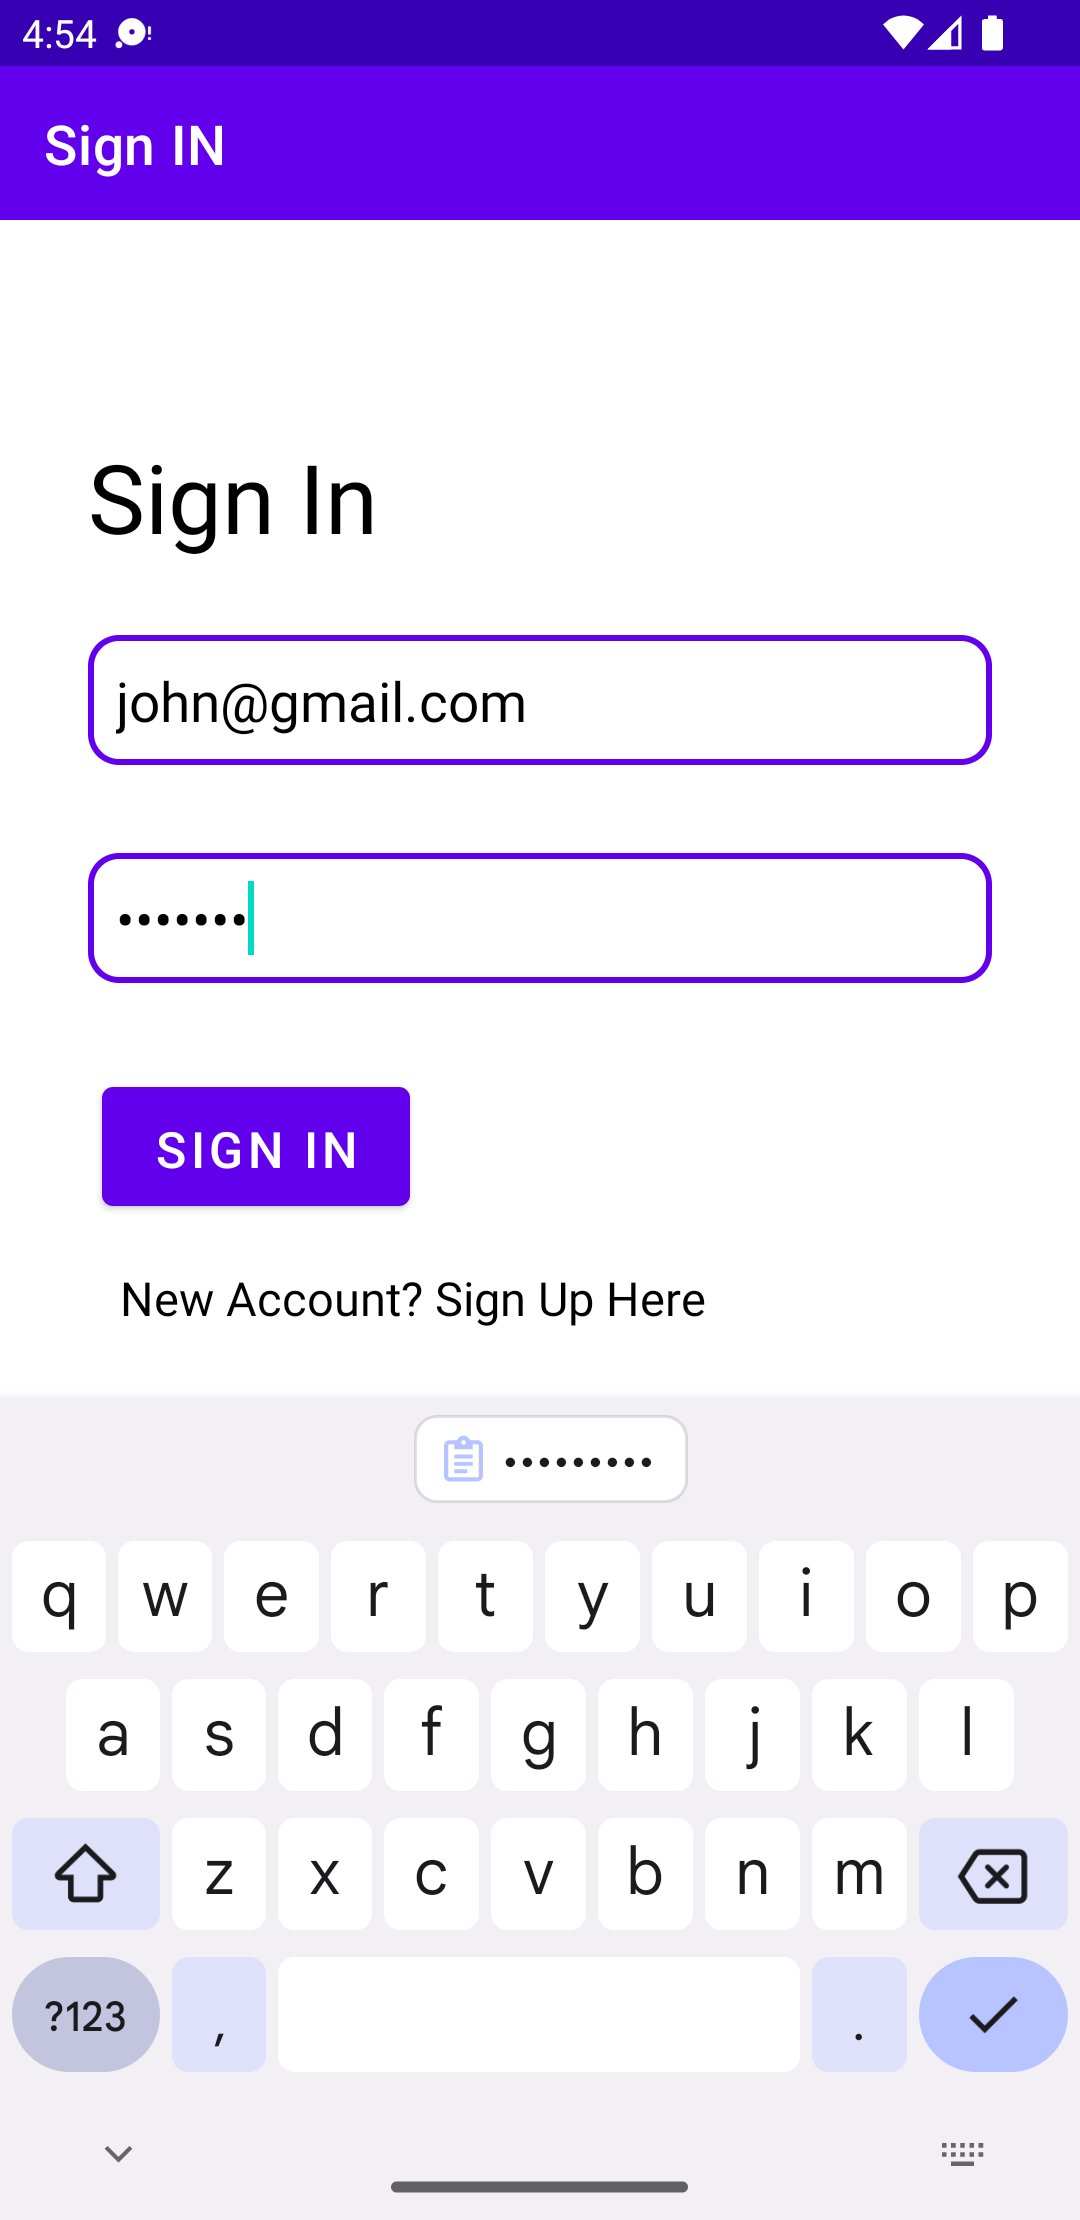 4:54
Sign IN
Sign In
john@gmail.com
•••••••
SIGN IN
New Account? Sign Up Here
•••••••••
q w e r t y u i o p
a s d f g h j k l
z x c v b n m
?123 , .